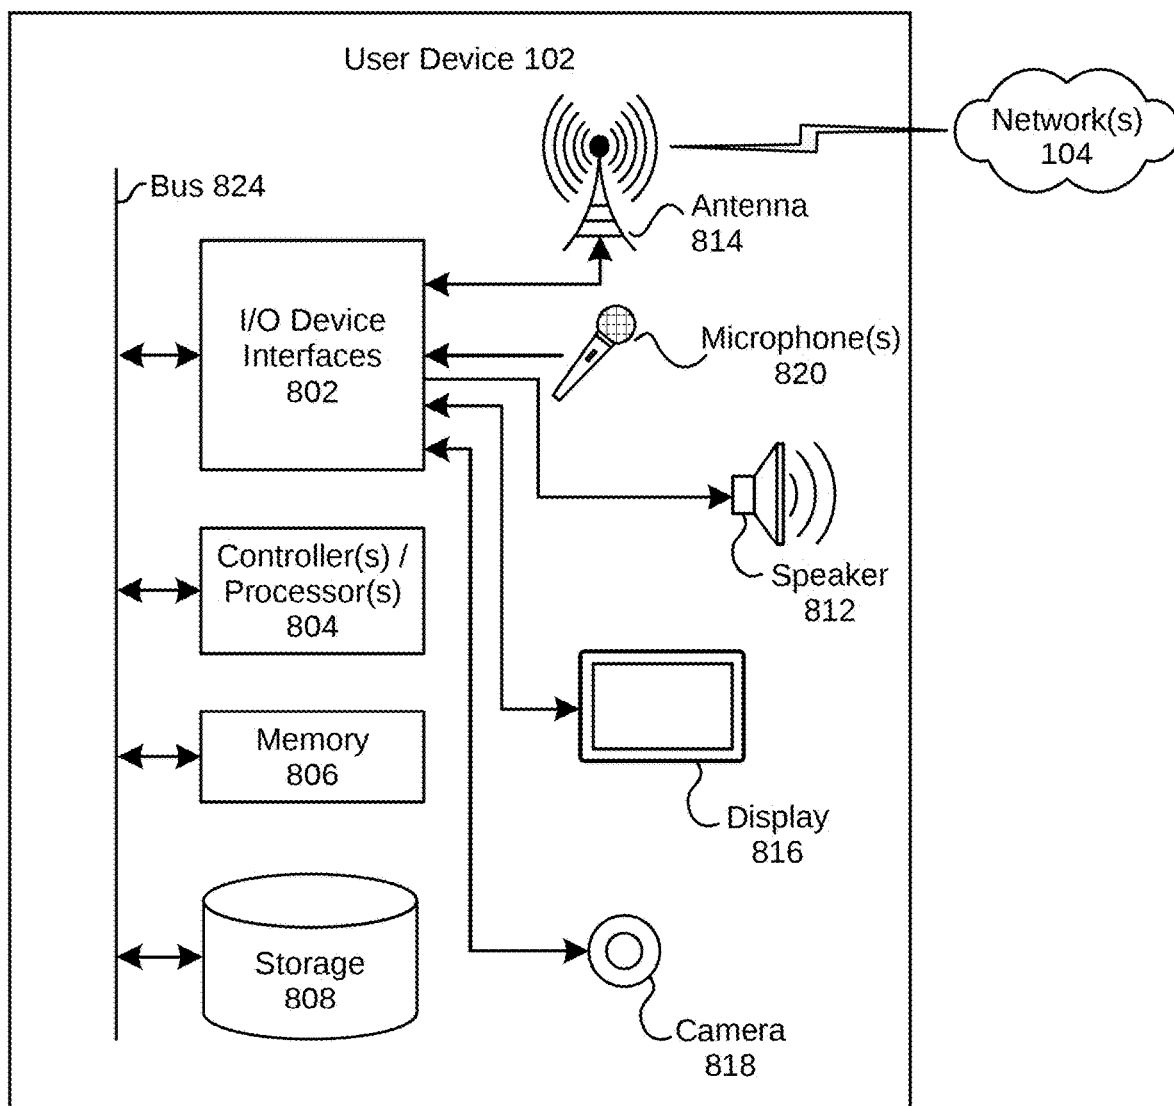 User Device 102
Network(s)
104
Bus 824
Antenna
814
I/O Device
Interfaces
802
Microphone(s)
820
Controller(s) /
Processor(s)
804
Speaker
812
Memory
806
Display
816
Storage
808
Camera
818